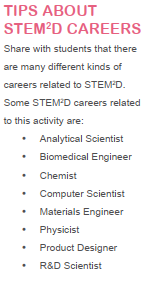 TIPS ABOUT
STEM²D CAREERS
Share with students that there
are many different kinds of
careers related to STEM²D.
Some STEM²D careers related
to this activity are:
• Analytical Scientist
• Biomedical Engineer
• Chemist
• Computer Scientist
• Materials Engineer
• Physicist
• Product Designer
• R&D Scientist